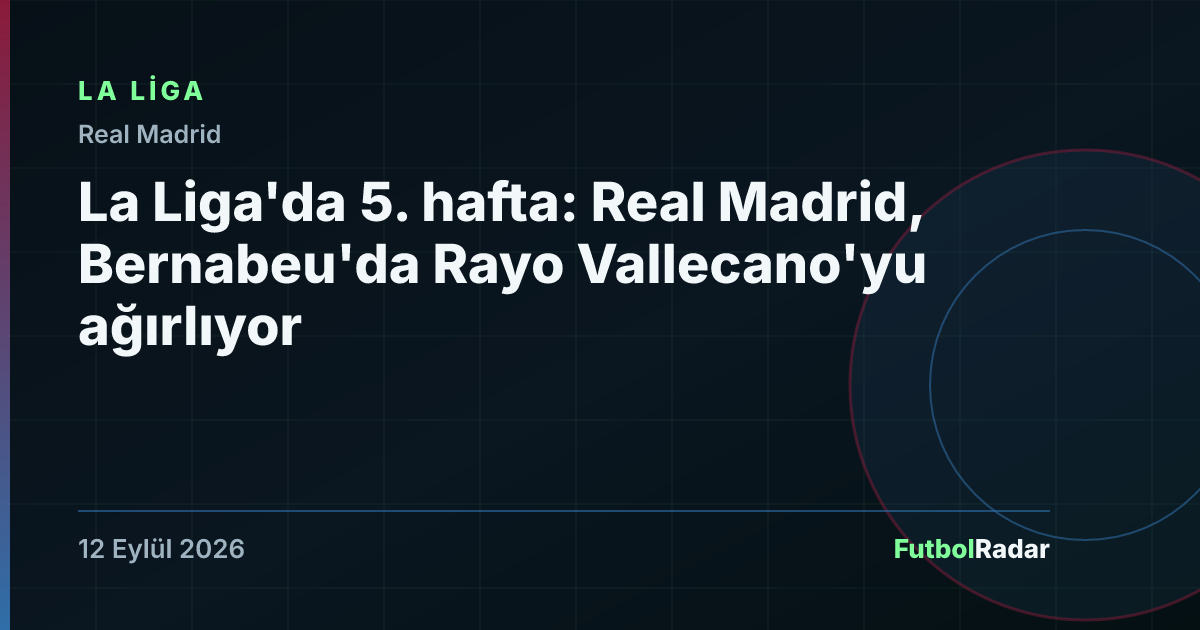 LA LİGA
Real Madrid
La Liga'da 5. hafta: Real Madrid,
Bernabeu'da Rayo Vallecano'yu
ağırlıyor
12 Eylül 2026
FutbolRadar